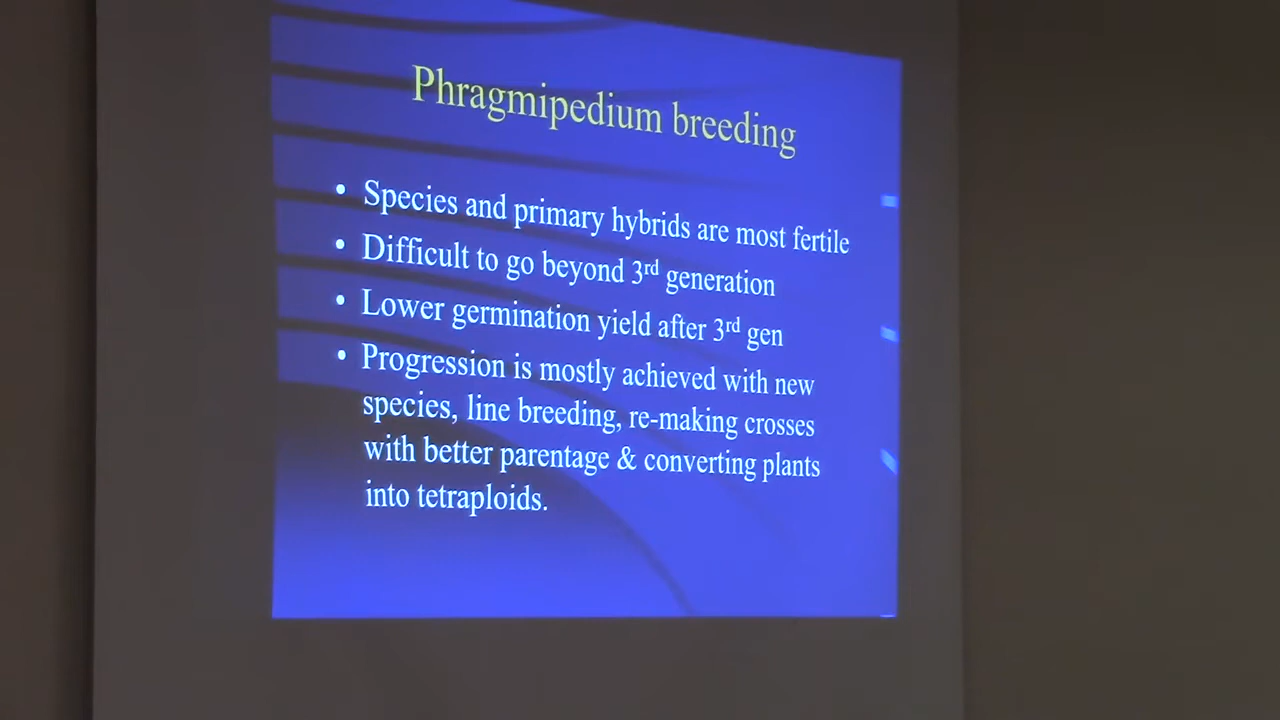 Phragmipedium breeding
• Species and primary hybrids are most fertile
• Difficult to go beyond 3rd generation
• Lower germination yield after 3rd gen
• Progression is mostly achieved with new
species, line breeding, re-making crosses
with better parentage & converting plants
into tetraploids.